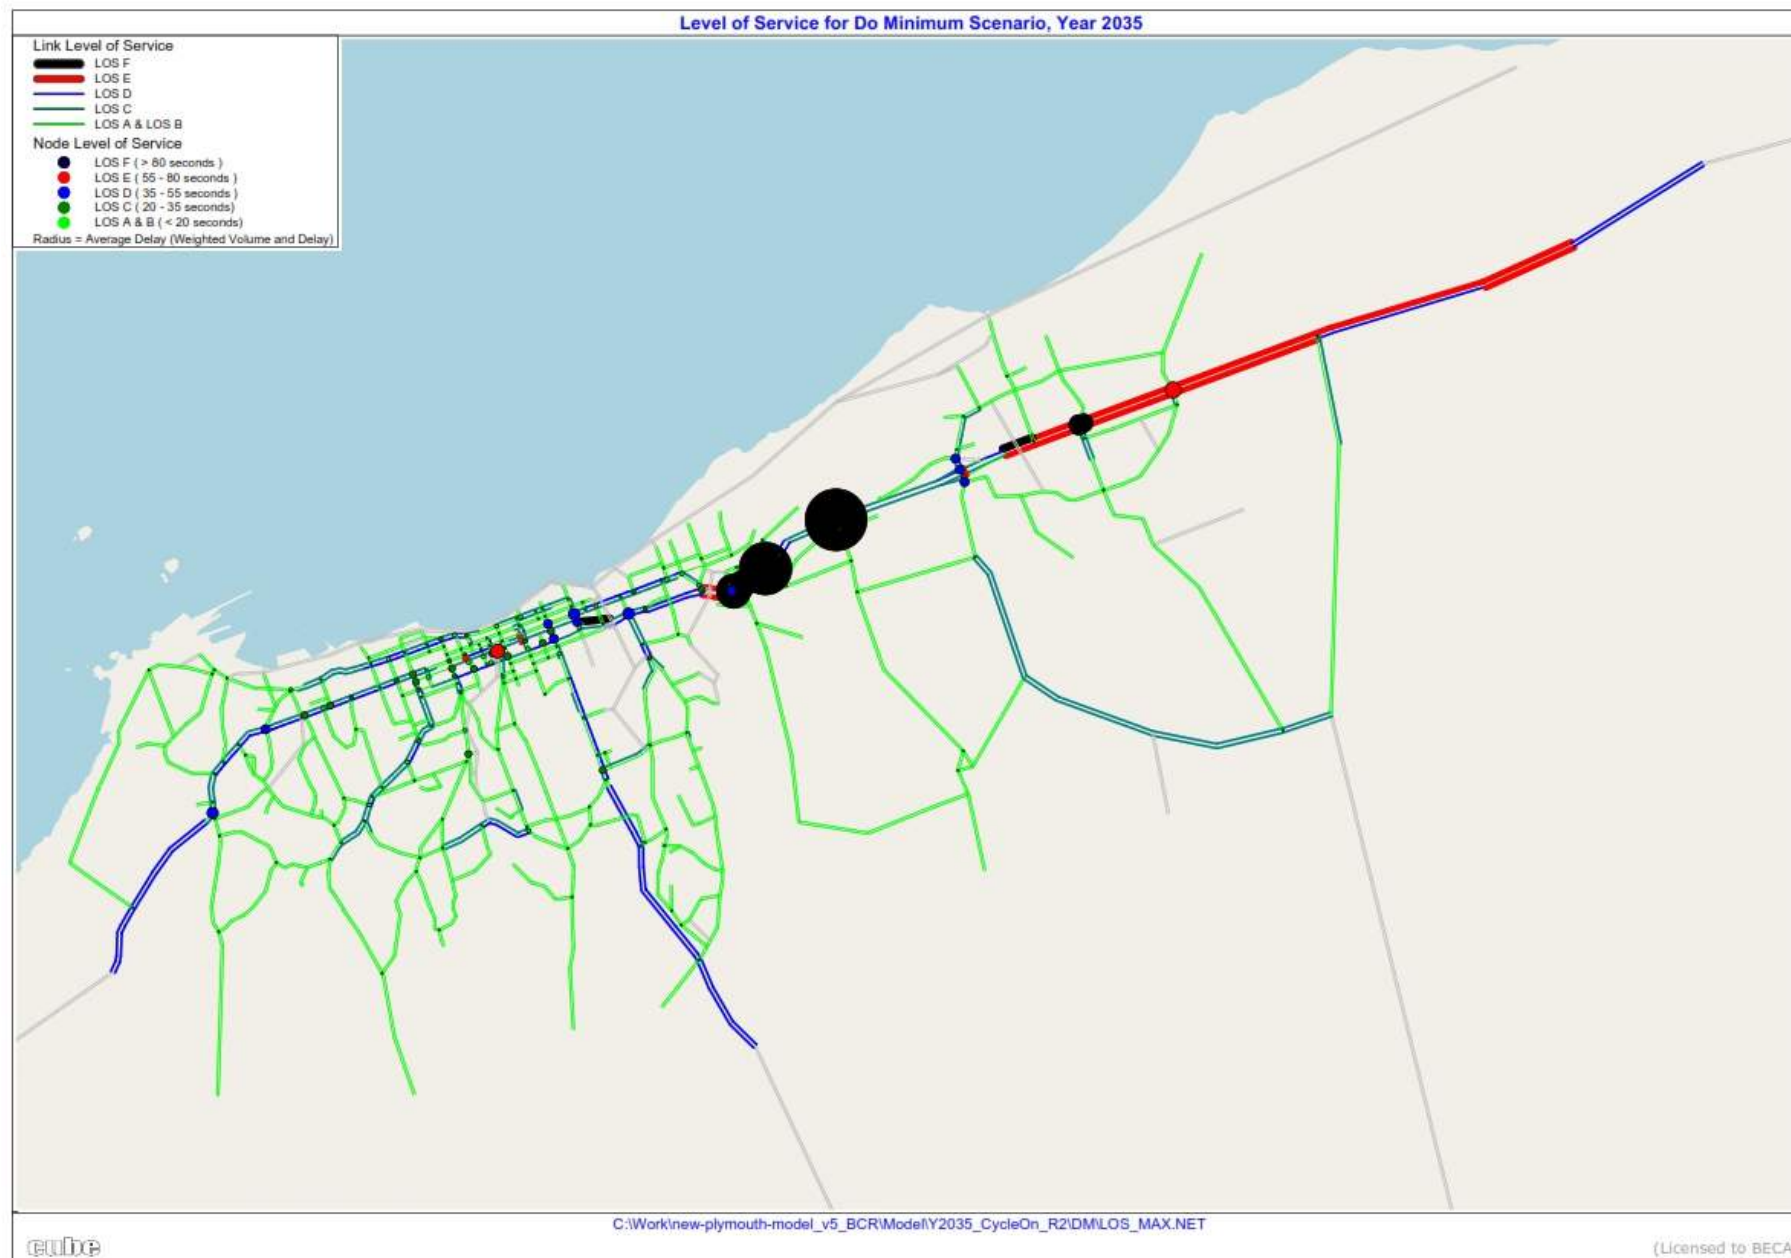 Level of Service for Do Minimum Scenario, Year 2035
Link Level of Service
LOS F
LOS E
LOS D
LOS C
LOS A & LOS B
Node Level of Service
LOS F ( > 80 seconds )
LOS E ( 55 - 80 seconds )
LOS D ( 35 - 55 seconds )
LOS C ( 20 - 35 seconds)
LOS A & B ( < 20 seconds)
Radius = Average Delay (Weighted Volume and Delay)
C:\Work\new-plymouth-model_v5_BCR\Model\Y2035_CycleOn_R2\DM\LOS_MAX.NET
cube
(Licensed to BECA